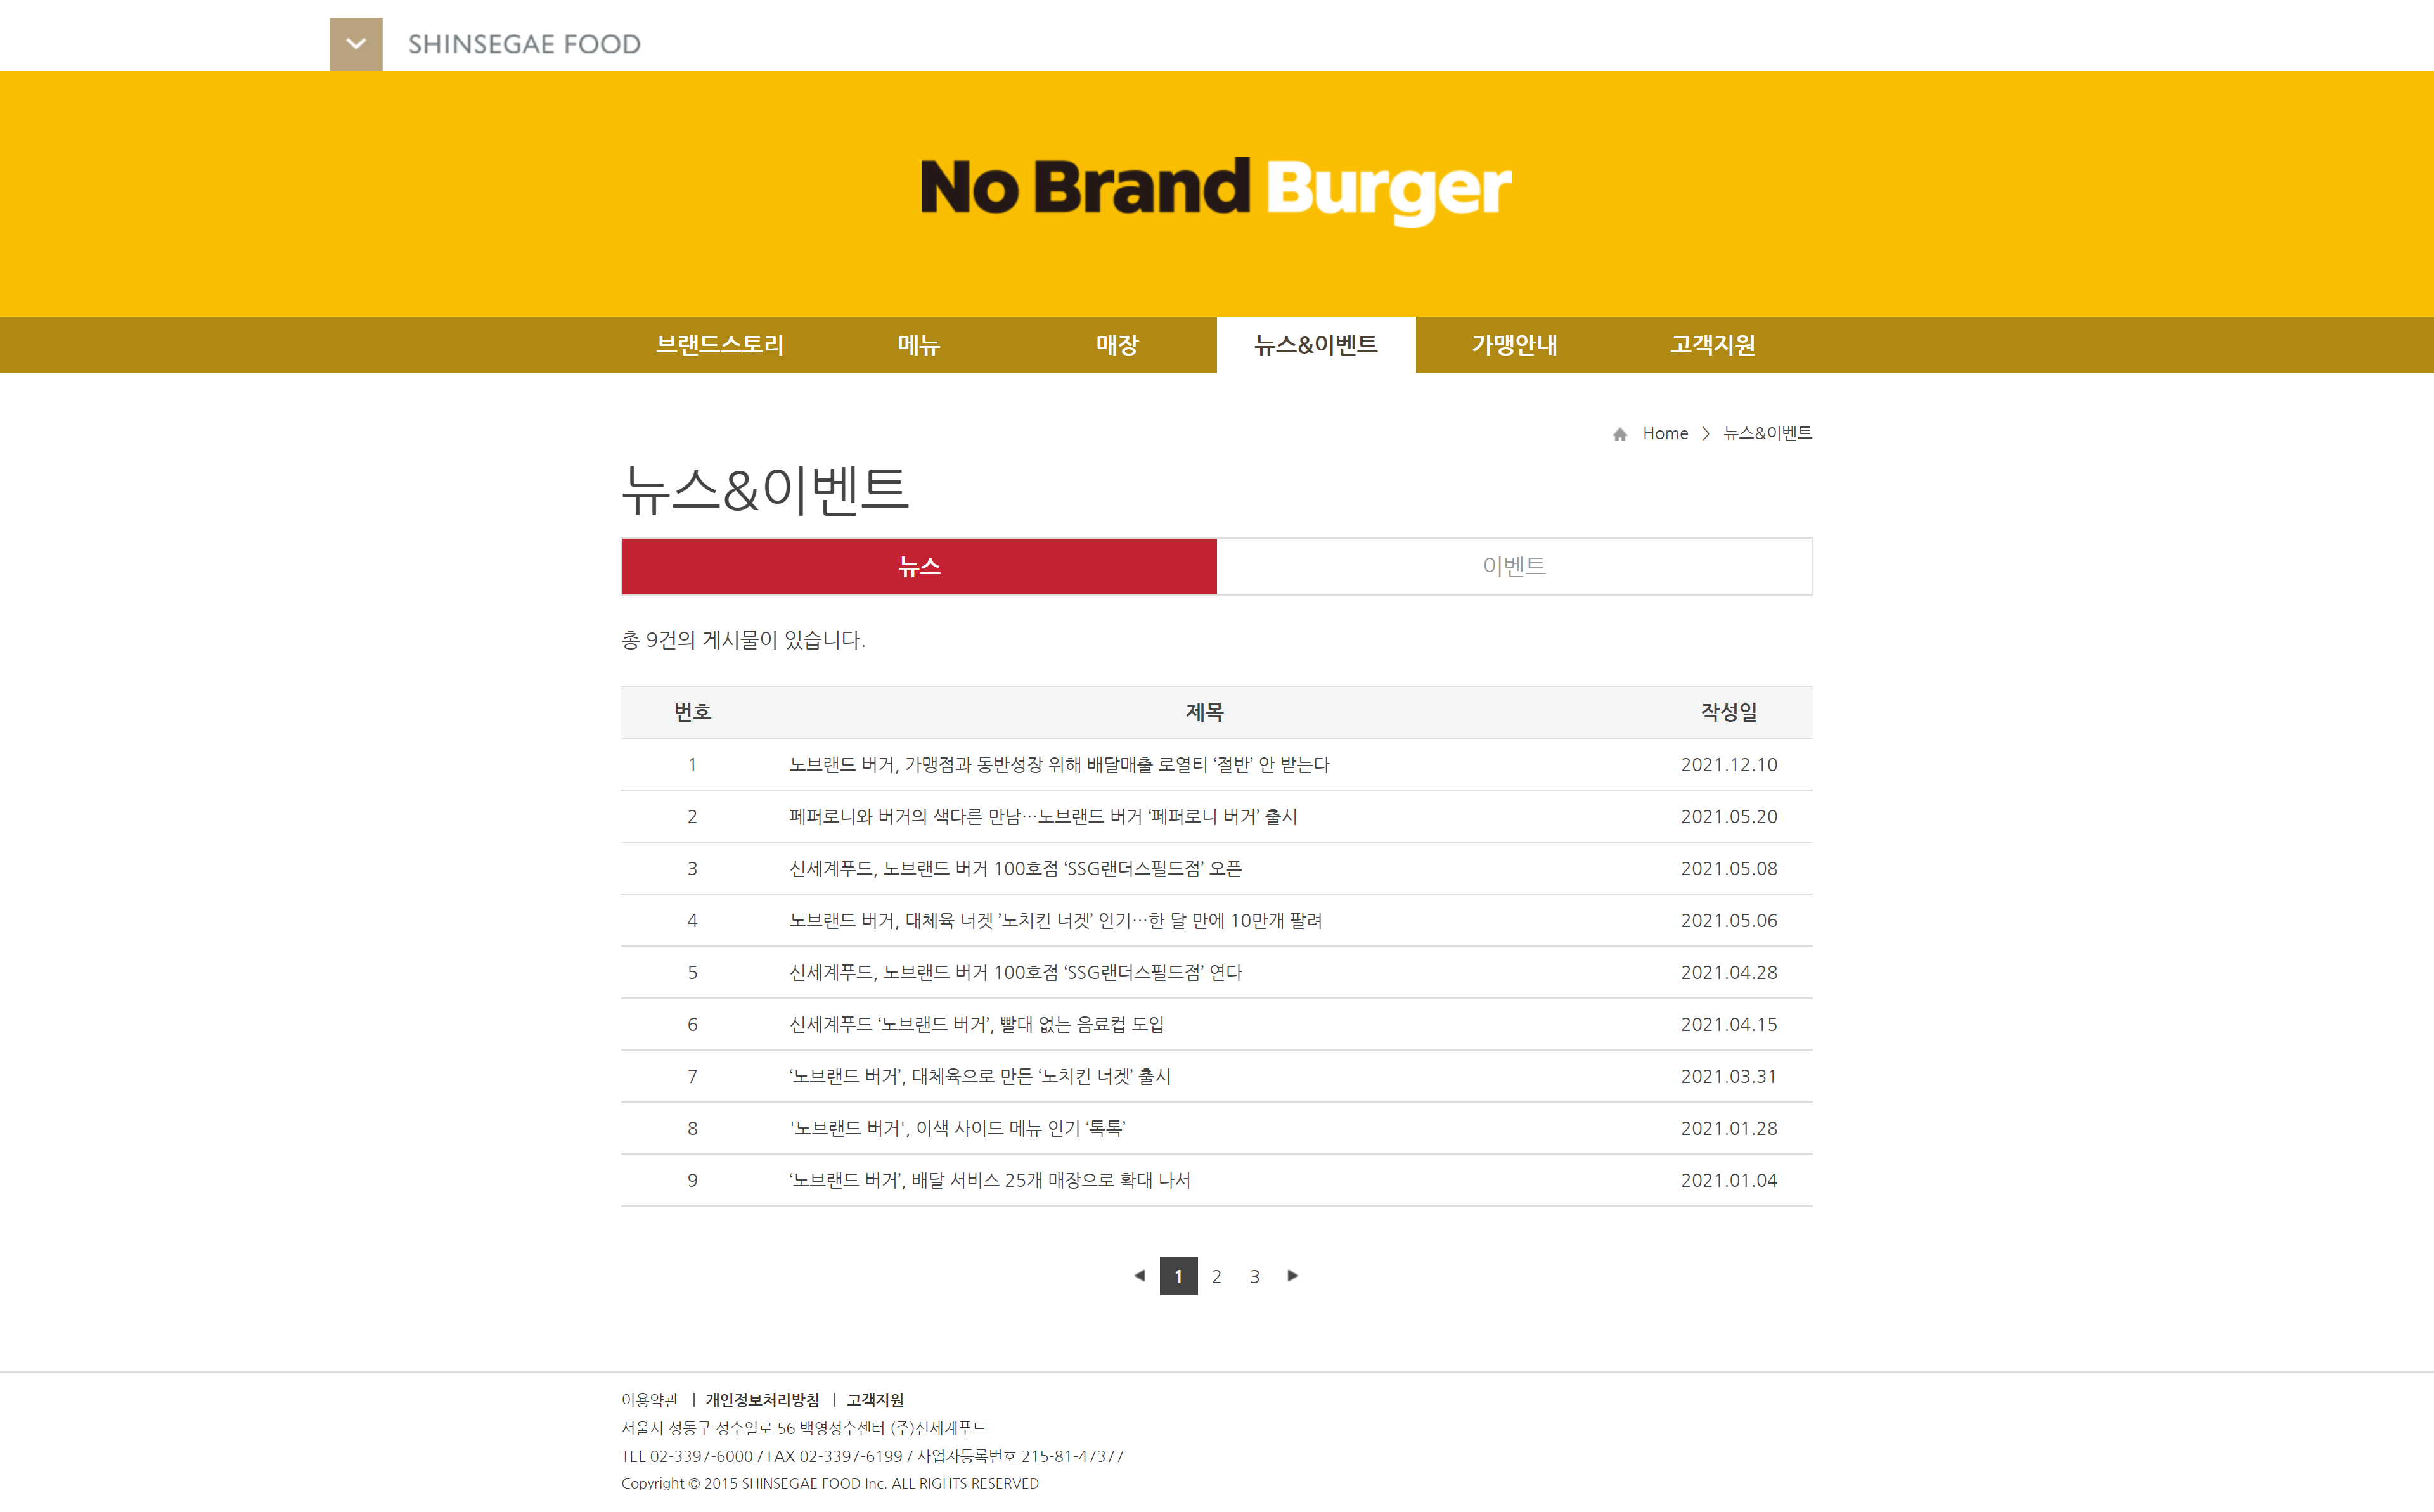 SHINSEGAE FOOD
No Brand Burger
브랜드스토리 메뉴 매장 뉴스&이벤트 가맹안내 고객지원
Home > 뉴스&이벤트
뉴스&이벤트
뉴스 이벤트
총 9건의 게시물이 있습니다.
번호 제목 작성일
1 노브랜드 버거, 가맹점과 동반성장 위해 배달매출 로열티 ‘절반’ 안 받는다 2021.12.10
2 페퍼로니와 버거의 색다른 만남…노브랜드 버거 ‘페퍼로니 버거’ 출시 2021.05.20
3 신세계푸드, 노브랜드 버거 100호점 ‘SSG랜더스필드점’ 오픈 2021.05.08
4 노브랜드 버거, 대체육 너겟 ’노치킨 너겟’ 인기…한 달 만에 10만개 팔려 2021.05.06
5 신세계푸드, 노브랜드 버거 100호점 ‘SSG랜더스필드점’ 연다 2021.04.28
6 신세계푸드 ‘노브랜드 버거’, 빨대 없는 음료컵 도입 2021.04.15
7 ‘노브랜드 버거’, 대체육으로 만든 ‘노치킨 너겟’ 출시 2021.03.31
8 '노브랜드 버거', 이색 사이드 메뉴 인기 ‘톡톡’ 2021.01.28
9 ‘노브랜드 버거’, 배달 서비스 25개 매장으로 확대 나서 2021.01.04
1 2 3
이용약관 | 개인정보처리방침 | 고객지원
서울시 성동구 성수일로 56 백영성수센터 (주)신세계푸드
TEL 02-3397-6000 / FAX 02-3397-6199 / 사업자등록번호 215-81-47377
Copyright © 2015 SHINSEGAE FOOD Inc. ALL RIGHTS RESERVED